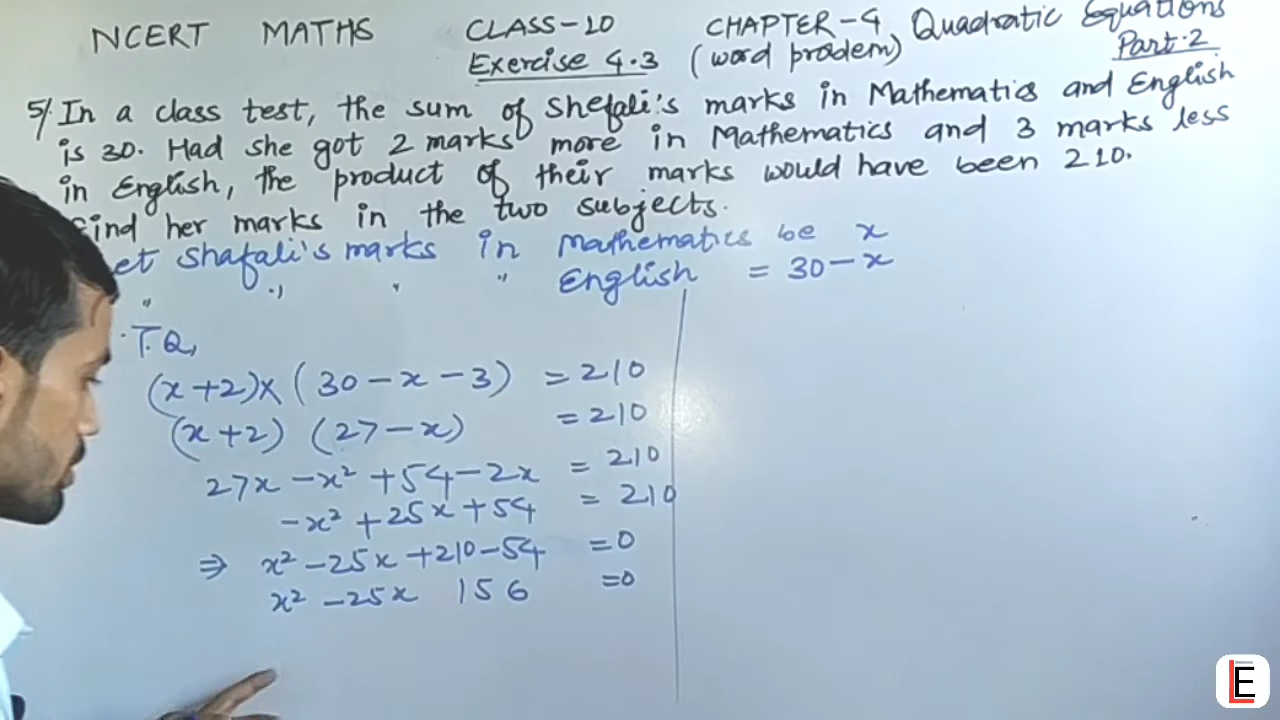 NCERT MATHS CLASS-10 CHAPTER-4 Quadratic Equations
Exercise 4.3 (word prodem) Part.2
5/. In a class test, the sum of Shefali's marks in Mathematics and English
is 30. Had she got 2 marks more in Mathematics and 3 marks less
in English, the product of their marks would have been 210.
find her marks in the two subjects.
et Shafali's marks in Mathematics be x
" " " " English = 30-x
.T.Q,
(x+2)×(30-x-3) =210
(x+2) (27-x) =210
27x-x²+54-2x = 210
-x²+25x+54 = 210
⇒ x²-25x+210-54 =0
x²-25x 156 =0
LE